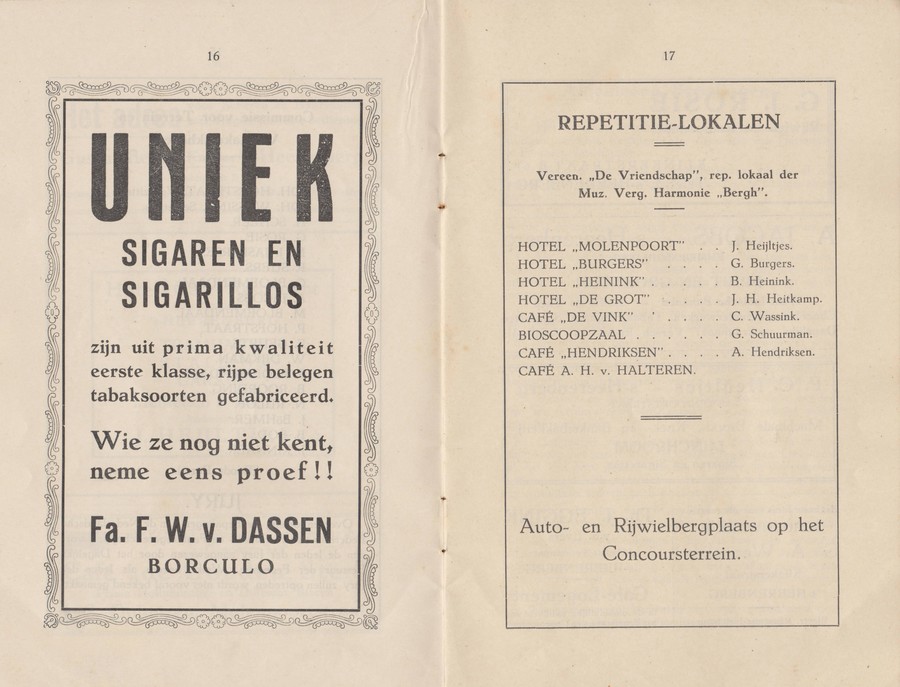 16
UNIEK
SIGAREN EN
SIGARILLOS
zijn uit prima kwaliteit
eerste klasse, rijpe belegen
tabaksoorten gefabriceerd.
Wie ze nog niet kent,
neme eens proef!!
Fa. F. W. v. DASSEN
BORCULO
17
REPETITIE-LOKALEN
Vereen. „De Vriendschap", rep. lokaal der
Muz. Verg. Harmonie „Bergh".
HOTEL „MOLENPOORT" . . J. Heijltjes.
HOTEL „BURGERS" . . . . G. Burgers.
HOTEL „HEININK" . . . . . B. Heinink.
HOTEL „DE GROT" . . . . J. H. Heitkamp.
CAFÉ „DE VINK" . . . . C. Wassink.
BIOSCOOPZAAL . . . . . . G. Schuurman.
CAFÉ „HENDRIKSEN" . . . . A. Hendriksen.
CAFÉ A. H. v. HALTEREN.
Auto- en Rijwielbergplaats op het
Concoursterrein.